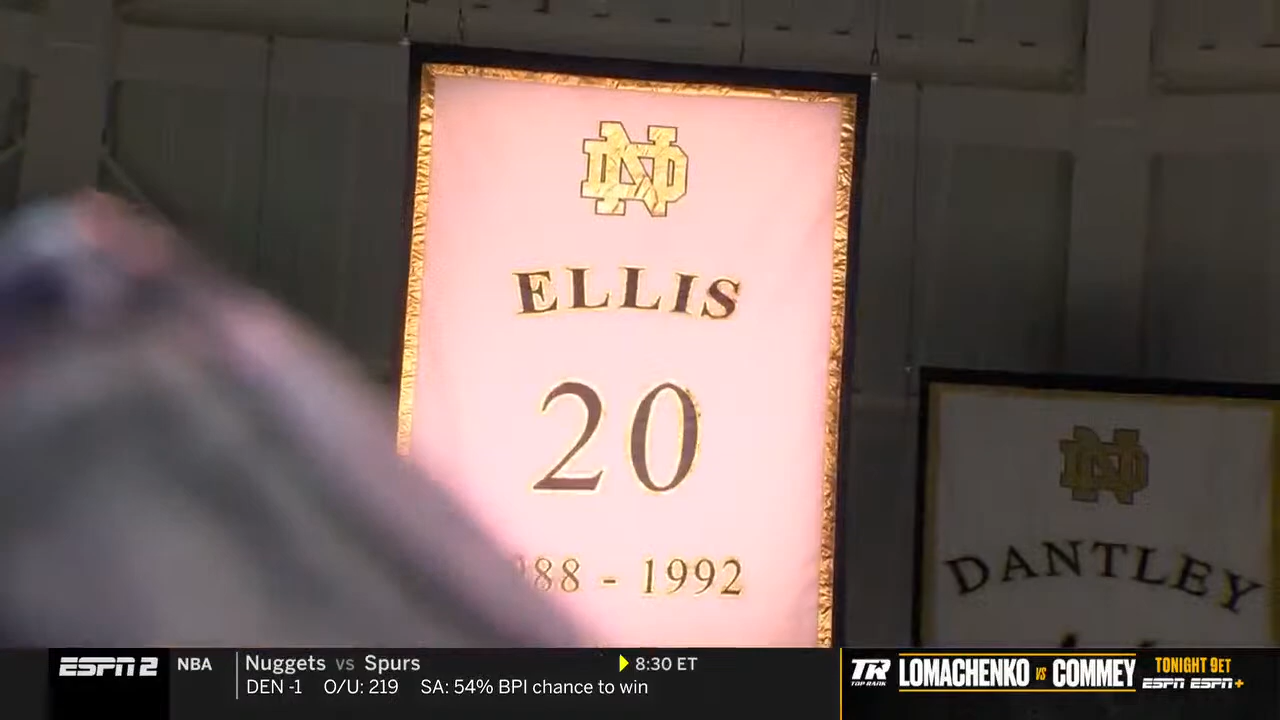 ND
ELLIS
20
88 - 1992
ND
DANTLEY
ESPN2
NBA
Nuggets vs Spurs
8:30 ET
DEN -1 O/U: 219 SA: 54% BPI chance to win
TR
TOP RANK
LOMACHENKO VS COMMEY
TONIGHT 9ET
ESPN ESPN+